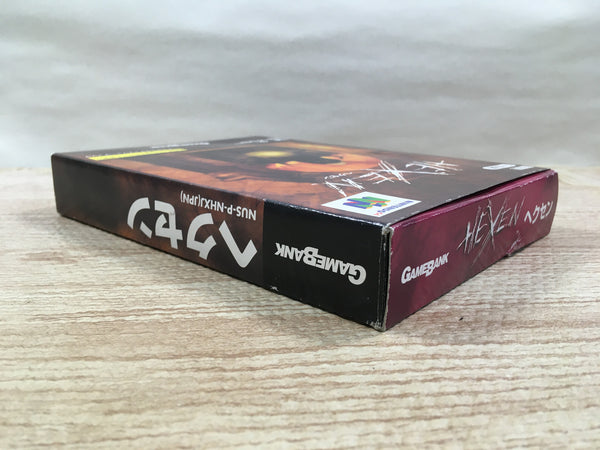 HEXEN
GAMEBANK
ヘクセン
NUS-P-NHXJ(JPN)
GAMEBANK
HEXEN
ヘクセン